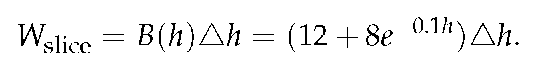 W_slice = B(h)△h = (12 + 8e^{0.1h})△h.